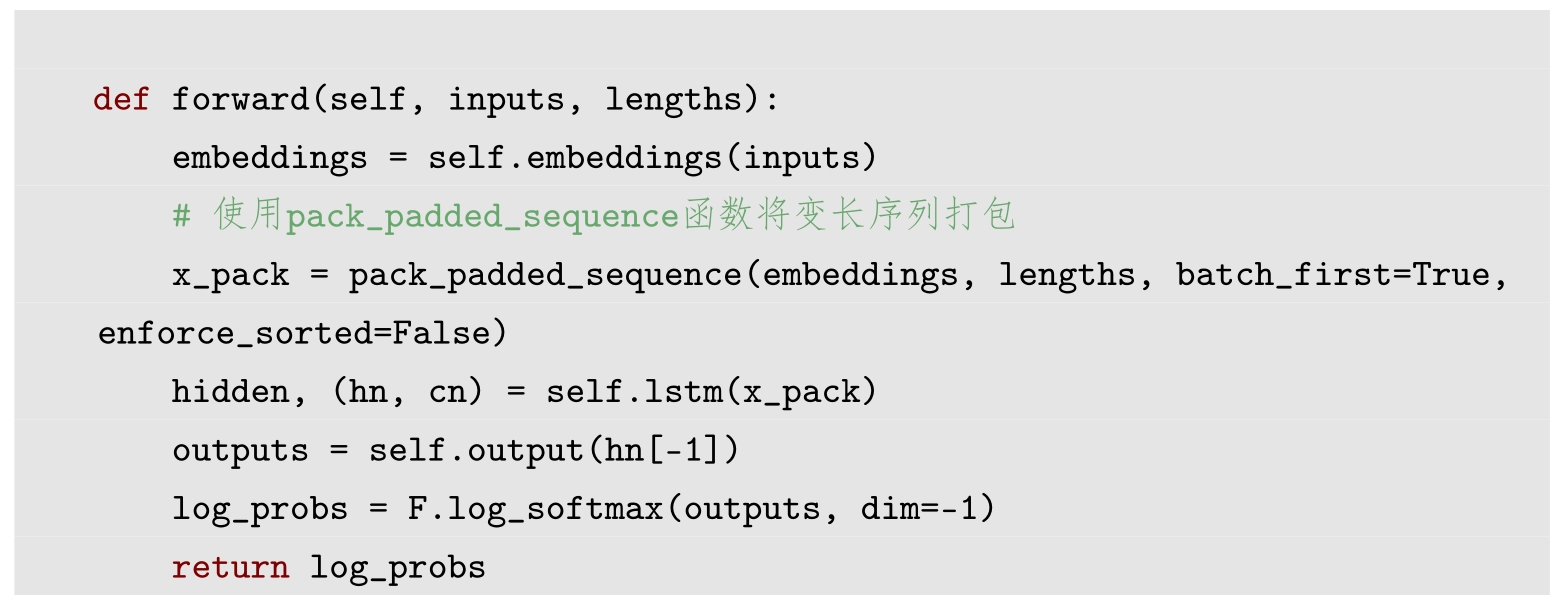 def forward(self, inputs, lengths):
embeddings = self.embeddings(inputs)
# 使用pack_padded_sequence函数将变长序列打包
x_pack = pack_padded_sequence(embeddings, lengths, batch_first=True,
enforce_sorted=False)
hidden, (hn, cn) = self.lstm(x_pack)
outputs = self.output(hn[-1])
log_probs = F.log_softmax(outputs, dim=-1)
return log_probs